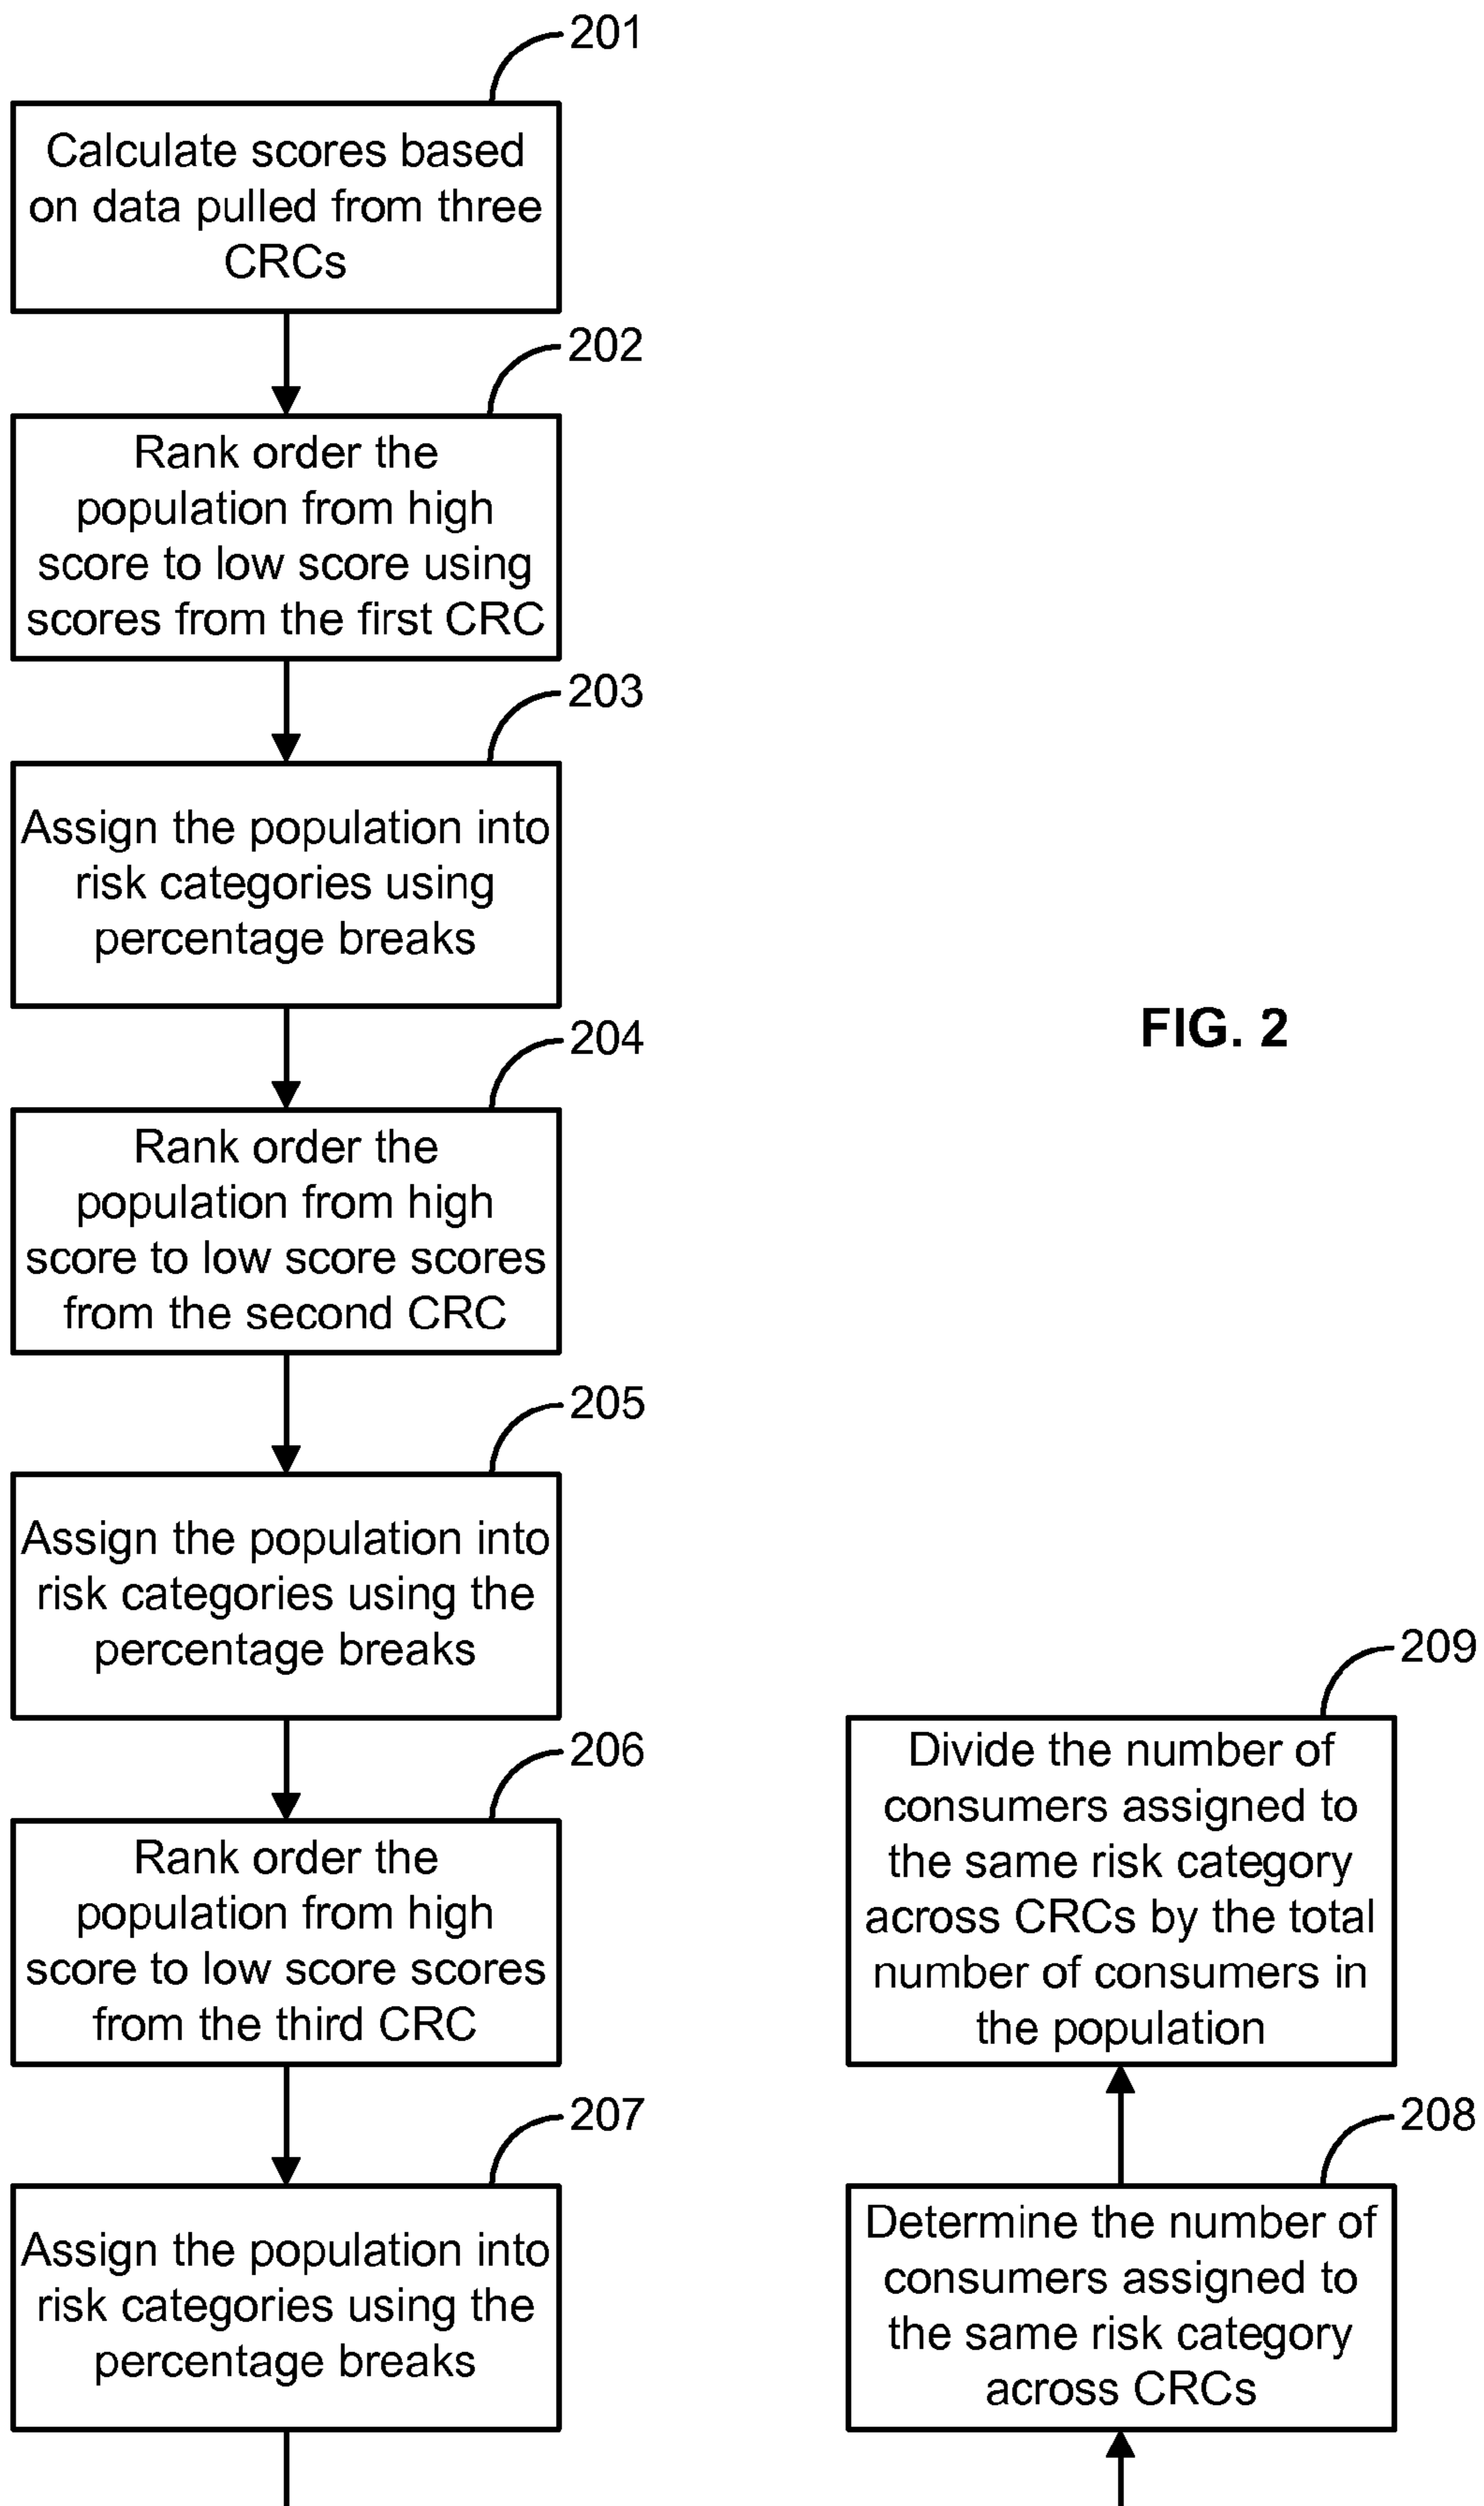 201
Calculate scores based
on data pulled from three
CRCs
202
Rank order the
population from high
score to low score using
scores from the first CRC
203
Assign the population into
risk categories using
percentage breaks
204
Rank order the
population from high
score to low score scores
from the second CRC
205
Assign the population into
risk categories using the
percentage breaks
206
Rank order the
population from high
score to low score scores
from the third CRC
207
Assign the population into
risk categories using the
percentage breaks
208
Determine the number of
consumers assigned to
the same risk category
across CRCs
209
Divide the number of
consumers assigned to
the same risk category
across CRCs by the total
number of consumers in
the population
FIG. 2